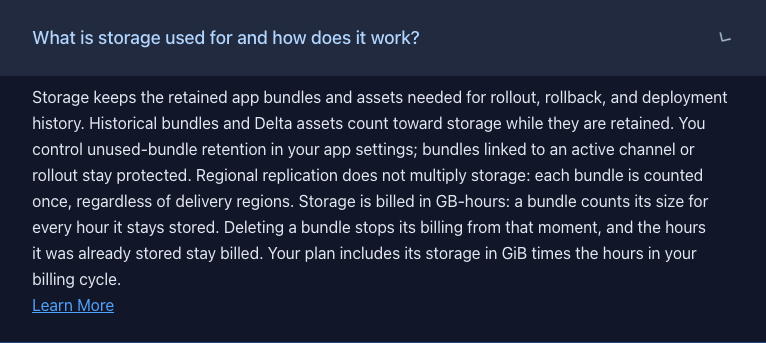 What is storage used for and how does it work?
Storage keeps the retained app bundles and assets needed for rollout, rollback, and deployment
history. Historical bundles and Delta assets count toward storage while they are retained. You
control unused-bundle retention in your app settings; bundles linked to an active channel or
rollout stay protected. Regional replication does not multiply storage: each bundle is counted
once, regardless of delivery regions. Storage is billed in GB-hours: a bundle counts its size for
every hour it stays stored. Deleting a bundle stops its billing from that moment, and the hours
it was already stored stay billed. Your plan includes its storage in GiB times the hours in your
billing cycle.
Learn More